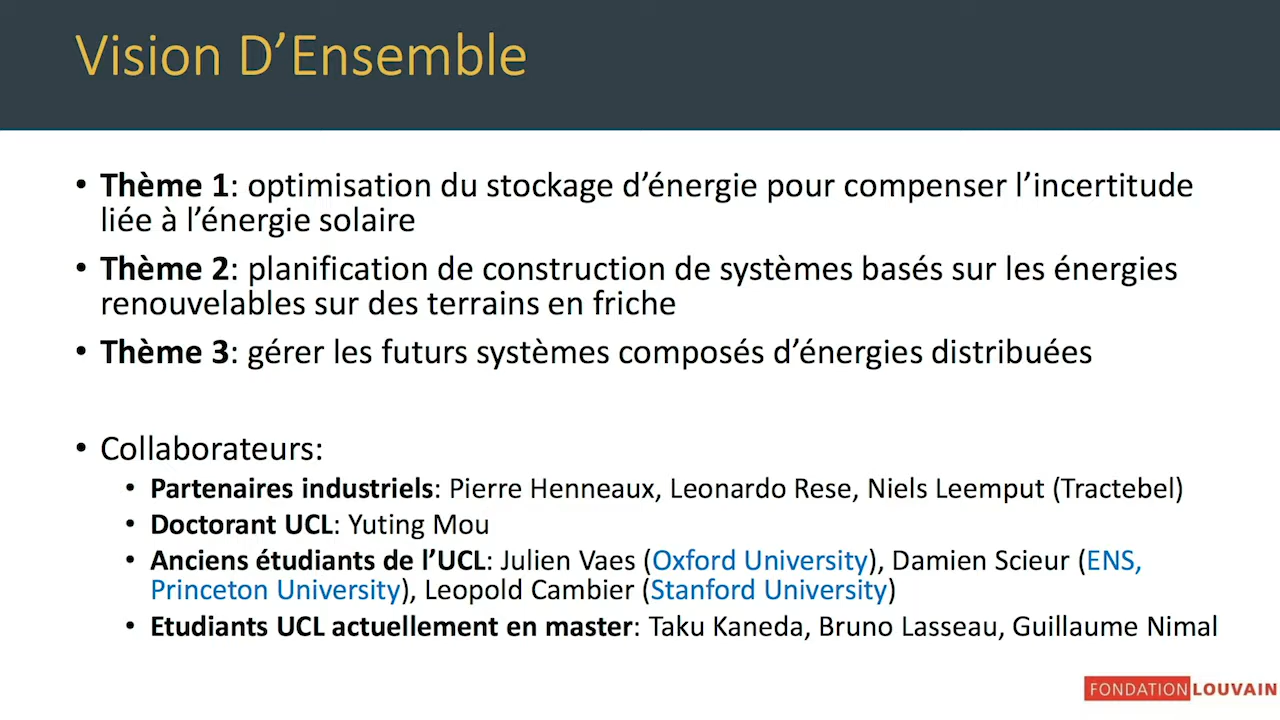 Vision D’Ensemble
• Thème 1: optimisation du stockage d’énergie pour compenser l’incertitude
liée à l’énergie solaire
• Thème 2: planification de construction de systèmes basés sur les énergies
renouvelables sur des terrains en friche
• Thème 3: gérer les futurs systèmes composés d’énergies distribuées
• Collaborateurs:
• Partenaires industriels: Pierre Henneaux, Leonardo Rese, Niels Leemput (Tractebel)
• Doctorant UCL: Yuting Mou
• Anciens étudiants de l’UCL: Julien Vaes (Oxford University), Damien Scieur (ENS,
Princeton University), Leopold Cambier (Stanford University)
• Etudiants UCL actuellement en master: Taku Kaneda, Bruno Lasseau, Guillaume Nimal
FONDATION LOUVAIN